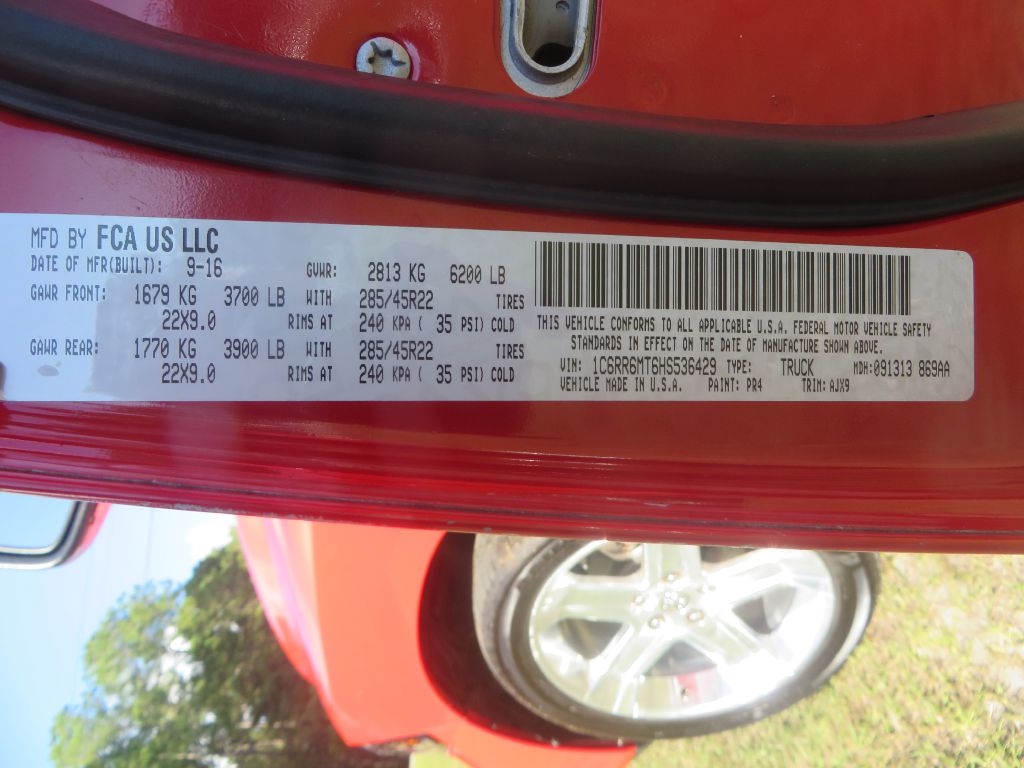 MFD BY FCA US LLC
DATE OF MFR(BUILT): 9-16 GVWR: 2813 KG 6200 LB
GAWR FRONT: 1679 KG 3700 LB WITH 285/45R22 TIRES
22X9.0 RIMS AT 240 KPA ( 35 PSI) COLD
GAWR REAR: 1770 KG 3900 LB WITH 285/45R22 TIRES
22X9.0 RIMS AT 240 KPA ( 35 PSI) COLD
THIS VEHICLE CONFORMS TO ALL APPLICABLE U.S.A. FEDERAL MOTOR VEHICLE SAFETY
STANDARDS IN EFFECT ON THE DATE OF MANUFACTURE SHOWN ABOVE.
VIN: 1C6RR6MT6HS536429 TYPE: TRUCK MDH:091313 869AA
VEHICLE MADE IN U.S.A. PAINT: PR4 TRIM: AJX9